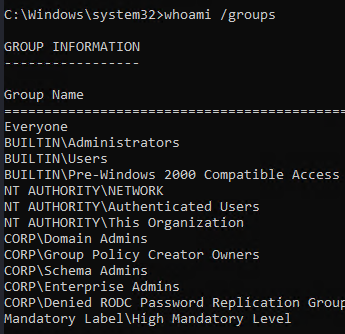 C:\Windows\system32>whoami /groups
GROUP INFORMATION
-----------------
Group Name
===========================================
Everyone
BUILTIN\Administrators
BUILTIN\Users
BUILTIN\Pre-Windows 2000 Compatible Access
NT AUTHORITY\NETWORK
NT AUTHORITY\Authenticated Users
NT AUTHORITY\This Organization
CORP\Domain Admins
CORP\Group Policy Creator Owners
CORP\Schema Admins
CORP\Enterprise Admins
CORP\Denied RODC Password Replication Grou
Mandatory Label\High Mandatory Level